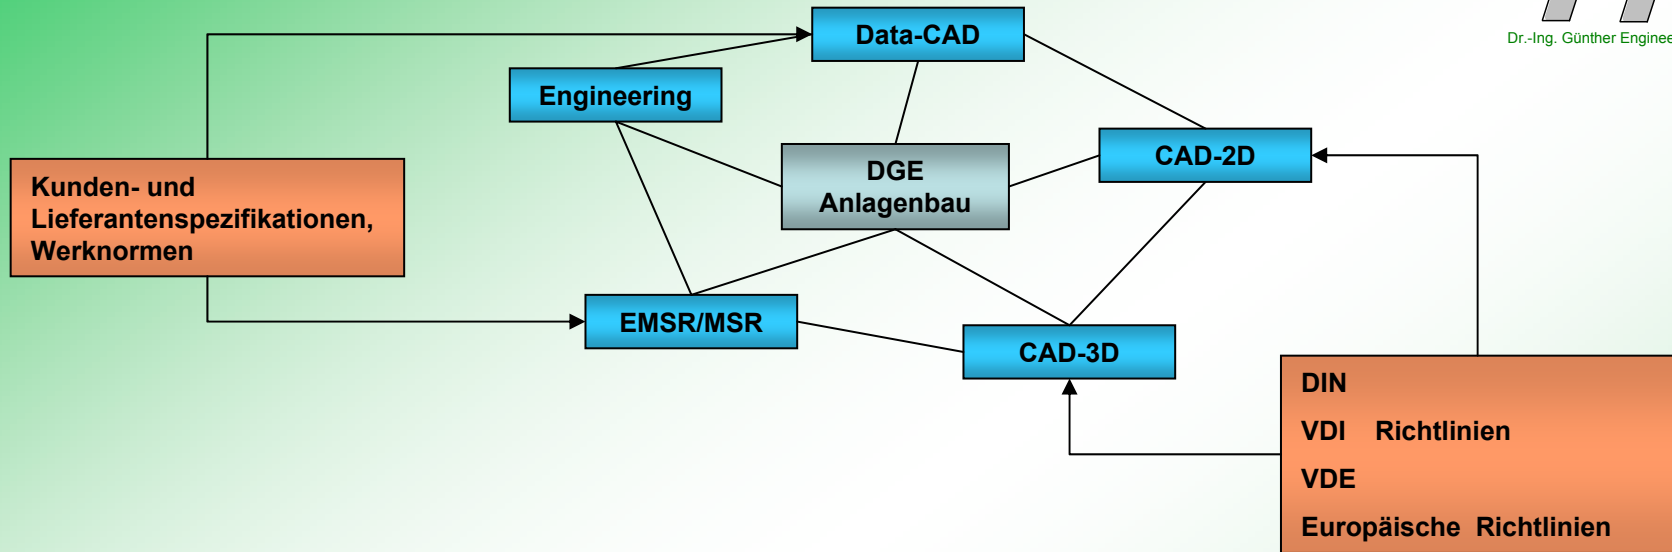 Data-CAD
Dr.-Ing. Günther
Engineering
CAD-2D
DGE
Anlagenbau
Kunden- und
Lieferantenspezifikationen,
Werknormen
EMSR/MSR
CAD-3D
DIN
VDI Richtlinien
VDE
Europäische Richtlinien